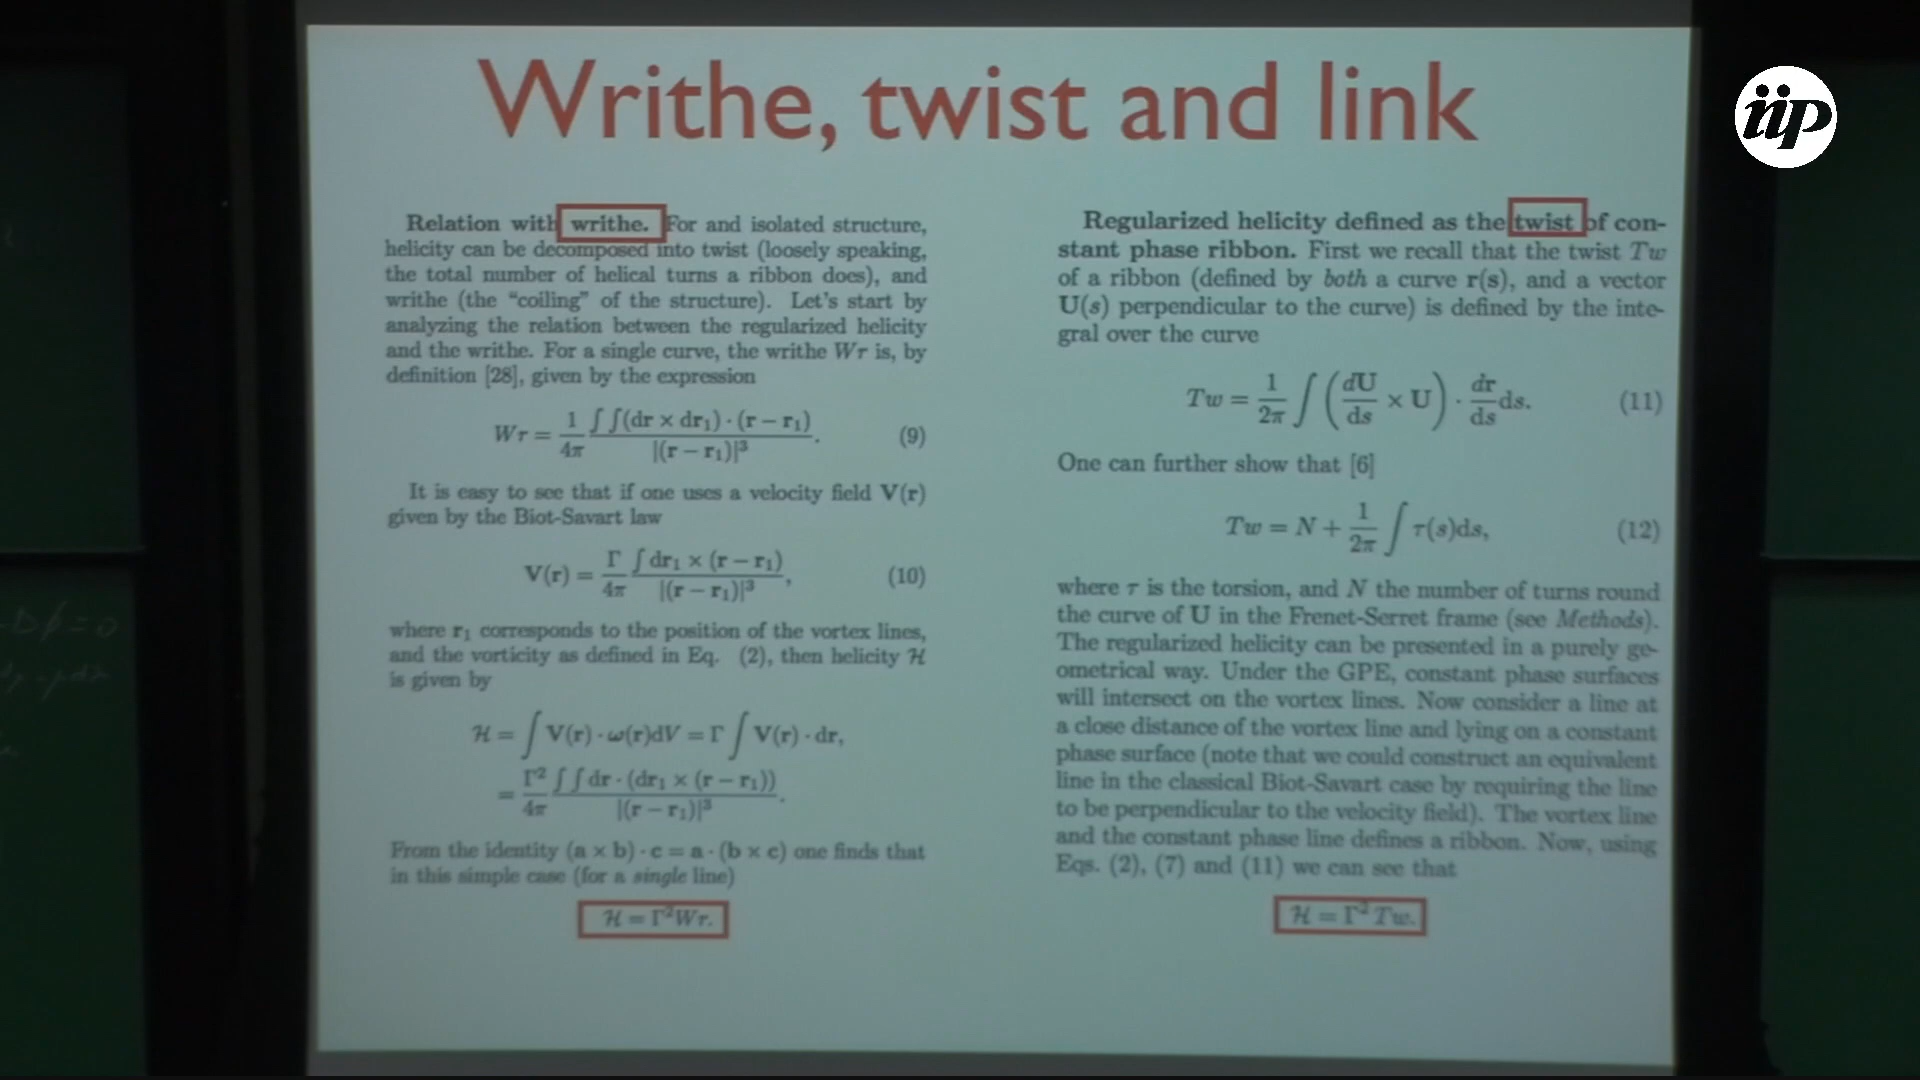 Writhe, twist and link
iip
Relation with writhe. For and isolated structure,
helicity can be decomposed into twist (loosely speaking,
the total number of helical turns a ribbon does), and
writhe (the “coiling” of the structure). Let's start by
analyzing the relation between the regularized helicity
and the writhe. For a single curve, the writhe Wr is, by
definition [28], given by the expression
Wr = 1/4π ∫∫(dr × dr₁) · (r − r₁) / |(r − r₁)|³. (9)
It is easy to see that if one uses a velocity field V(r)
given by the Biot-Savart law
V(r) = Γ/4π ∫dr₁ × (r − r₁) / |(r − r₁)|³, (10)
where r₁ corresponds to the position of the vortex lines,
and the vorticity as defined in Eq. (2), then helicity ℋ
is given by
ℋ = ∫ V(r) · ω(r)dV = Γ ∫ V(r) · dr,
= Γ²/4π ∫∫ dr · (dr₁ × (r − r₁)) / |(r − r₁)|³.
From the identity (a × b) · c = a · (b × c) one finds that
in this simple case (for a single line)
ℋ = Γ²Wr.
Regularized helicity defined as the twist of con-
stant phase ribbon. First we recall that the twist Tw
of a ribbon (defined by both a curve r(s), and a vector
U(s) perpendicular to the curve) is defined by the inte-
gral over the curve
Tw = 1/2π ∫ (dU/ds × U) · dr/ds ds. (11)
One can further show that [6]
Tw = N + 1/2π ∫ τ(s)ds, (12)
where τ is the torsion, and N the number of turns round
the curve of U in the Frenet-Serret frame (see Methods).
The regularized helicity can be presented in a purely ge-
ometrical way. Under the GPE, constant phase surfaces
will intersect on the vortex lines. Now consider a line at
a close distance of the vortex line and lying on a constant
phase surface (note that we could construct an equivalent
line in the classical Biot-Savart case by requiring the line
to be perpendicular to the velocity field). The vortex line
and the constant phase line defines a ribbon. Now, using
Eqs. (2), (7) and (11) we can see that
ℋ = Γ²Tw.